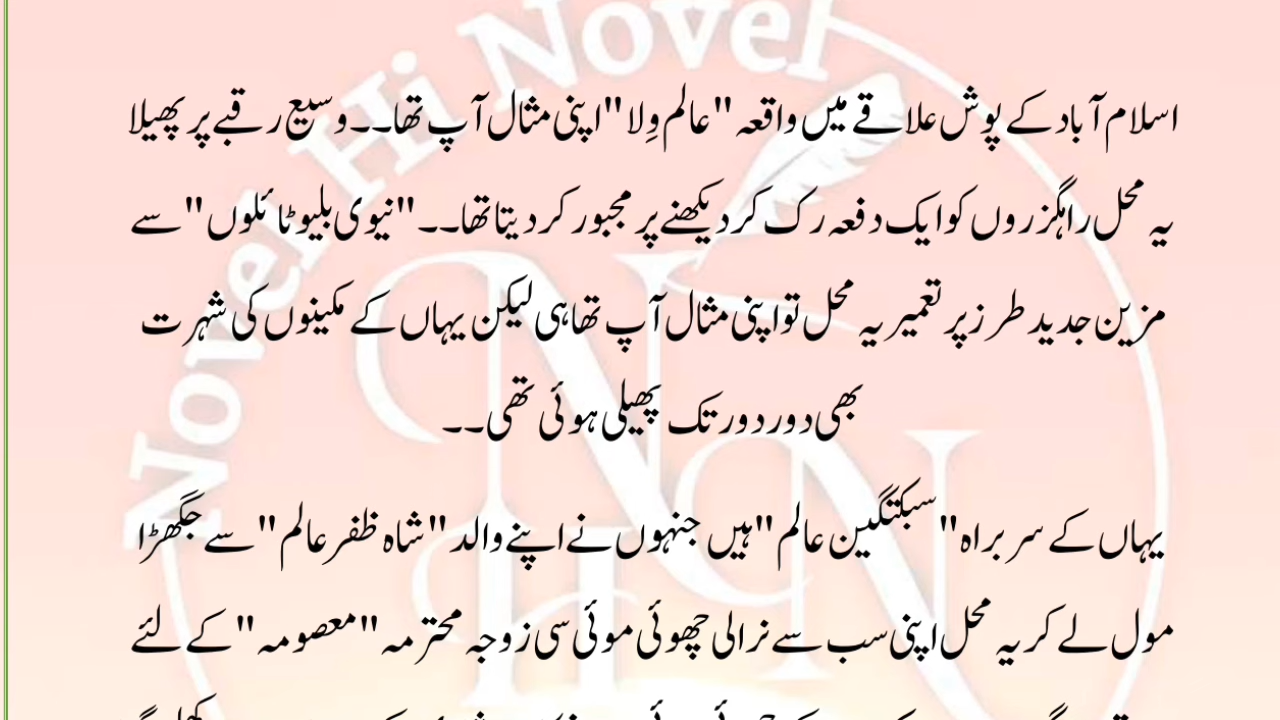 Novel Hi Novel
اسلام آباد کے پوش علاقے میں واقعہ "عالم وِلا" اپنی مثال آپ تھا۔۔ وسیع رقبے پر پھیلا
یہ محل راہگزروں کو ایک دفعہ رک کر دیکھنے پر مجبور کر دیتا تھا۔۔ "نیوی بلیو ٹائلوں" سے
مزین جدید طرز پر تعمیر یہ محل تو اپنی مثال آپ تھا ہی لیکن یہاں کے مکینوں کی شہرت
بھی دور دور تک پھیلی ہوئی تھی۔۔
یہاں کے سربراہ "سبکتگین عالم" ہیں جنہوں نے اپنے والد "شاہ ظفر عالم" سے جگھڑا
مول لے کر یہ محل اپنی سب سے نرالی چھوئی موئی سی زوجہ محترمہ "معصومہ" کے لئے